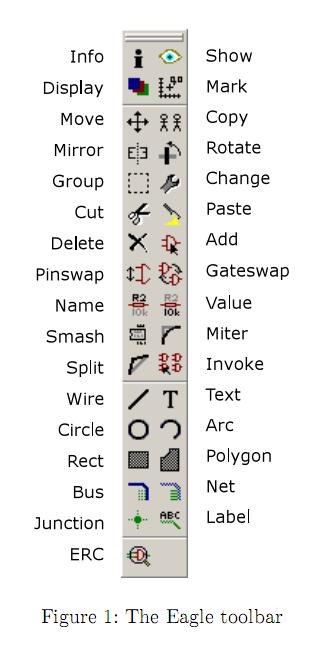 Info Show
Display Mark
Move Copy
Mirror Rotate
Group Change
Cut Paste
Delete Add
Pinswap Gateswap
Name R2 10k R2 10k Value
Smash Miter
Split Invoke
Wire T Text
Circle Arc
Rect Polygon
Bus Net
Junction ABC Label
ERC
Figure 1: The Eagle toolbar